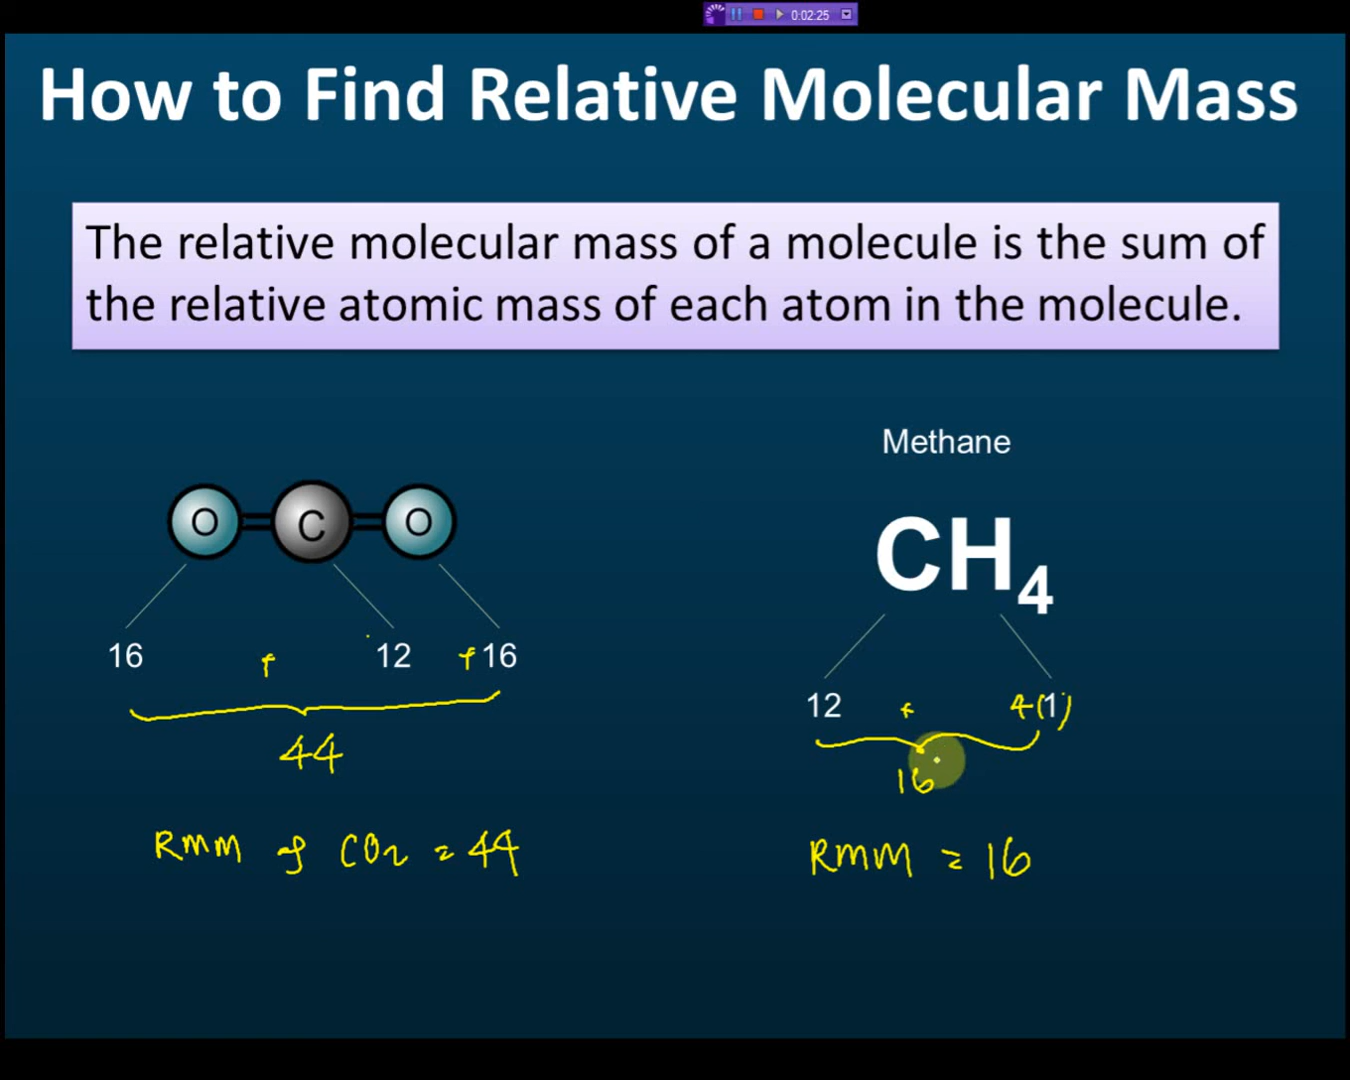 0:02:25
How to Find Relative Molecular Mass
The relative molecular mass of a molecule is the sum of
the relative atomic mass of each atom in the molecule.
O C O
16 + 12 + 16
44
RMM of CO2 = 44
Methane
CH4
12 + 4(1)
16
RMM = 16